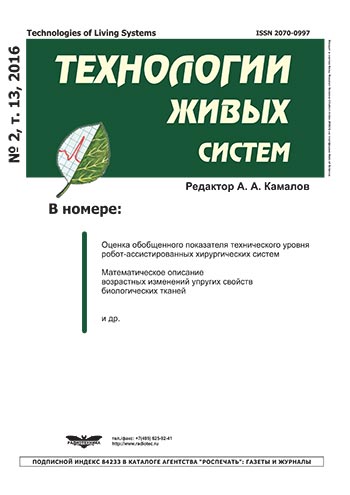 Technologies of Living Systems
ISSN 2070-0997
№ 2, т. 13, 2016
ТЕХНОЛОГИИ
ЖИВЫХ
СИСТЕМ
Редактор А. А. Камалов
В номере:
Оценка обобщенного показателя технического уровня
робот-ассистированных хирургических систем
Математическое описание
возрастных изменений упругих свойств
биологических тканей
и др.
РАДИОТЕХНИКА
тел./факс: +7(495) 625-92-41
http://www.radiotec.ru
ПОДПИСНОЙ ИНДЕКС 84233 В КАТАЛОГЕ АГЕНТСТВА "РОСПЕЧАТЬ": ГАЗЕТЫ И ЖУРНАЛЫ